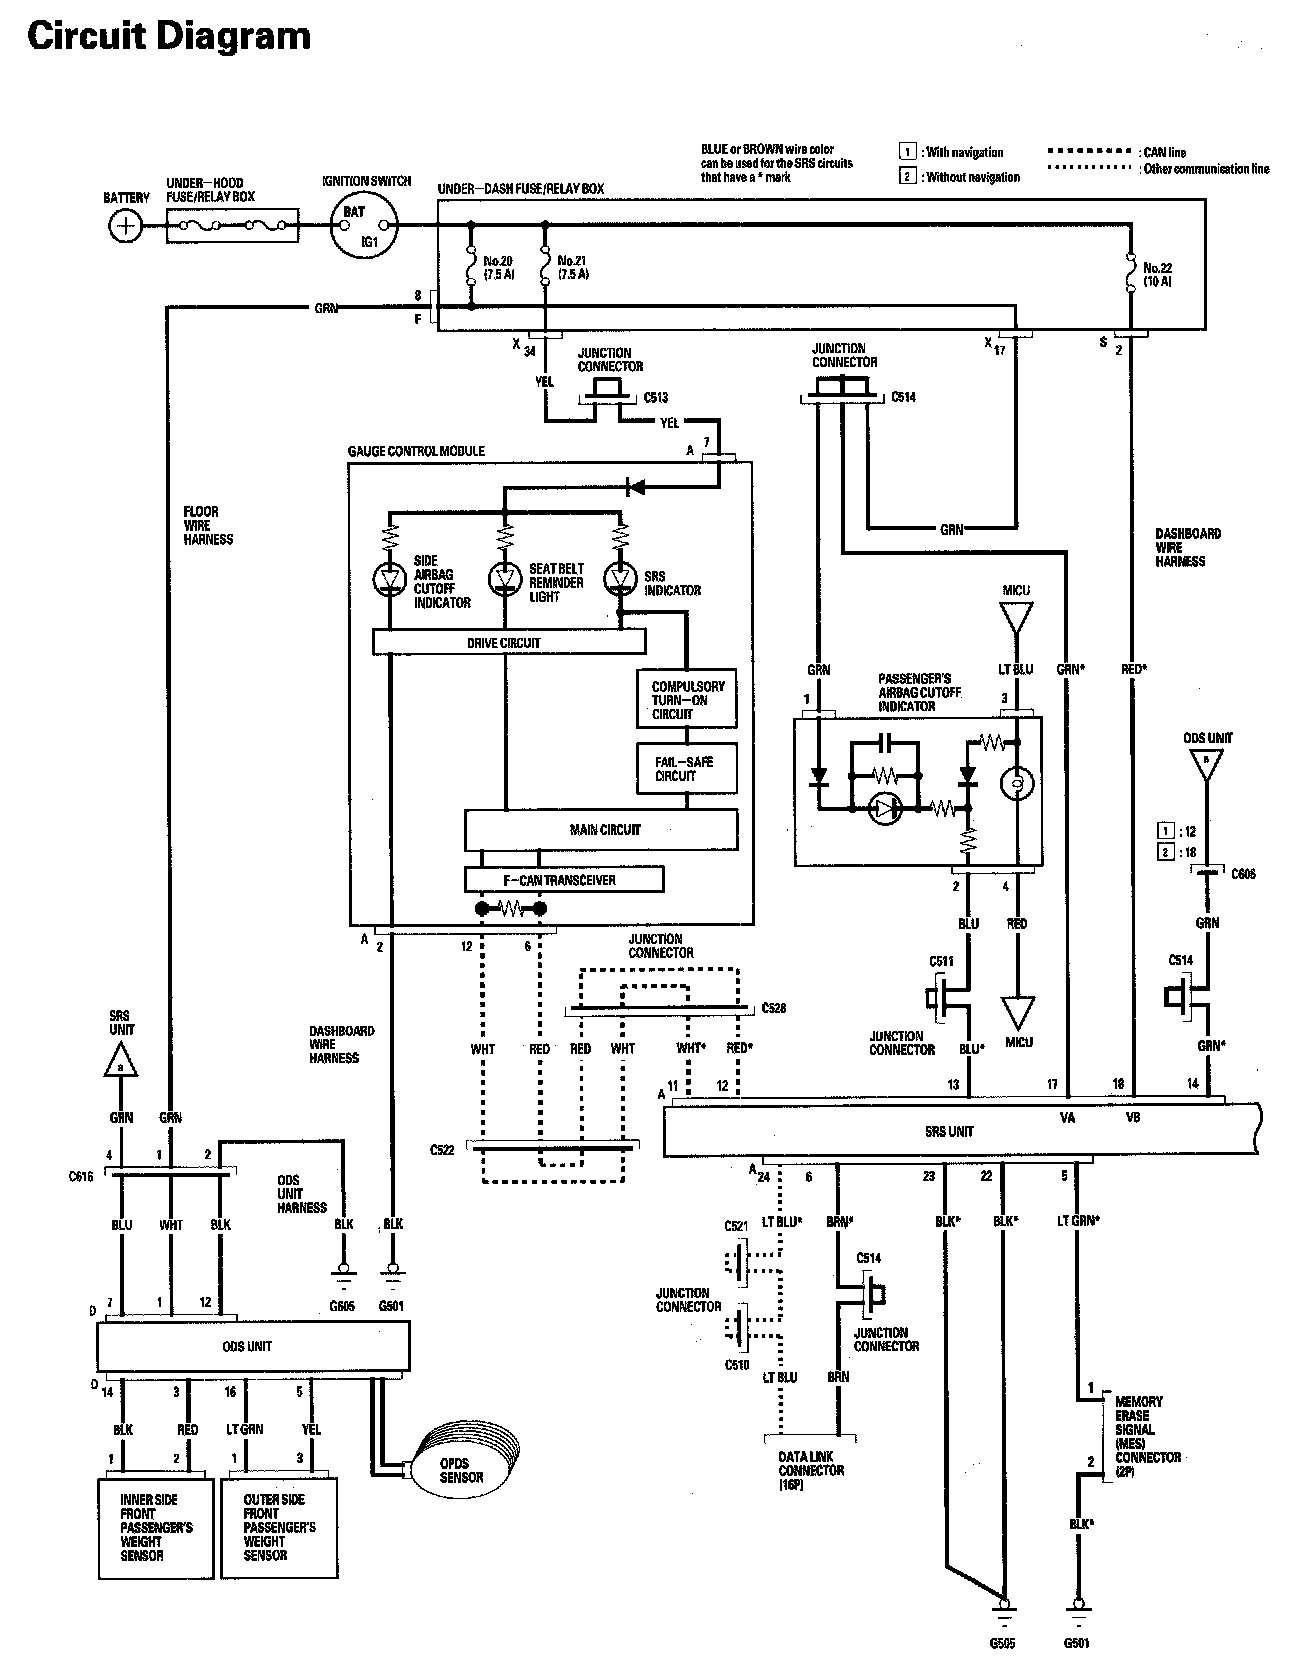 Circuit Diagram
BLUE or BROWN wire color
can be used for the SRS circuits
that have a * mark
1 : With navigation
2 : Without navigation
: CAN line
: Other communication line
BATTERY
UNDER-HOOD
FUSE/RELAY BOX
IGNITION SWITCH
BAT
IG1
UNDER-DASH FUSE/RELAY BOX
No.20
(7.5 A)
No.21
(7.5 A)
No.22
(10 A)
8
F
GRN
X
34
X
17
S
2
JUNCTION
CONNECTOR
C513
YEL
YEL
JUNCTION
CONNECTOR
C514
GAUGE CONTROL MODULE
A
7
FLOOR
WIRE
HARNESS
GRN
DASHBOARD
WIRE
HARNESS
SIDE
AIRBAG
CUTOFF
INDICATOR
SEAT BELT
REMINDER
LIGHT
SRS
INDICATOR
DRIVE CIRCUIT
COMPULSORY
TURN-ON
CIRCUIT
FAIL-SAFE
CIRCUIT
MAIN CIRCUIT
F-CAN TRANSCEIVER
MICU
GRN
LT BLU
GRN*
RED*
PASSENGER'S
AIRBAG CUTOFF
INDICATOR
1
3
ODS UNIT
B
1 : 12
2 : 18
C605
2
4
BLU
RED
GRN
A
2
12
6
JUNCTION
CONNECTOR
C528
C511
C514
JUNCTION
CONNECTOR
MICU
BLU*
GRN*
SRS
UNIT
a
DASHBOARD
WIRE
HARNESS
WHT
RED
RED
WHT
WHT*
RED*
A
11
12
13
17
18
14
VA
VB
SRS UNIT
GRN
GRN
C522
4
1
2
C616
ODS
UNIT
HARNESS
A
24
6
23
22
5
BLU
WHT
BLK
BLK
BLK
C521
LT BLU*
BRN*
BLK*
BLK*
LT GRN*
C514
G605
G501
JUNCTION
CONNECTOR
JUNCTION
CONNECTOR
C510
D
7
1
12
ODS UNIT
LT BLU
BRN
D
14
3
16
5
BLK
RED
LT GRN
YEL
1
2
1
3
OPDS
SENSOR
DATA LINK
CONNECTOR
(16P)
1
2
MEMORY
ERASE
SIGNAL
(MES)
CONNECTOR
(2P)
INNER SIDE
FRONT
PASSENGER'S
WEIGHT
SENSOR
OUTER SIDE
FRONT
PASSENGER'S
WEIGHT
SENSOR
BLK*
G505
G501